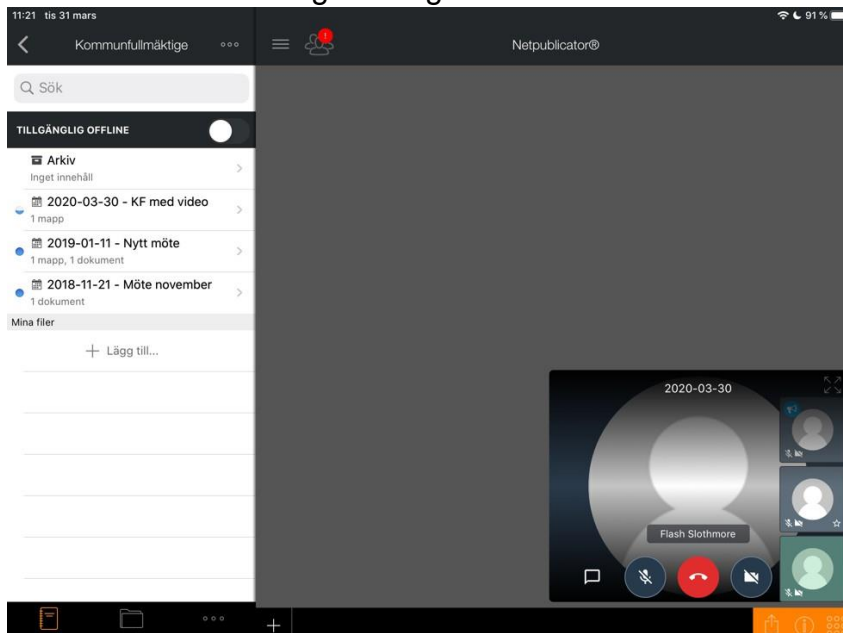 11:21 tis 31 mars
91 %
Kommunfullmäktige
1
Netpublicator®
Sök
TILLGÄNGLIG OFFLINE
Arkiv
Inget innehåll
2020-03-30 - KF med video
1 mapp
2019-01-11 - Nytt möte
1 mapp, 1 dokument
2018-11-21 - Möte november
1 dokument
Mina filer
+ Lägg till...
2020-03-30
Flash Slothmore